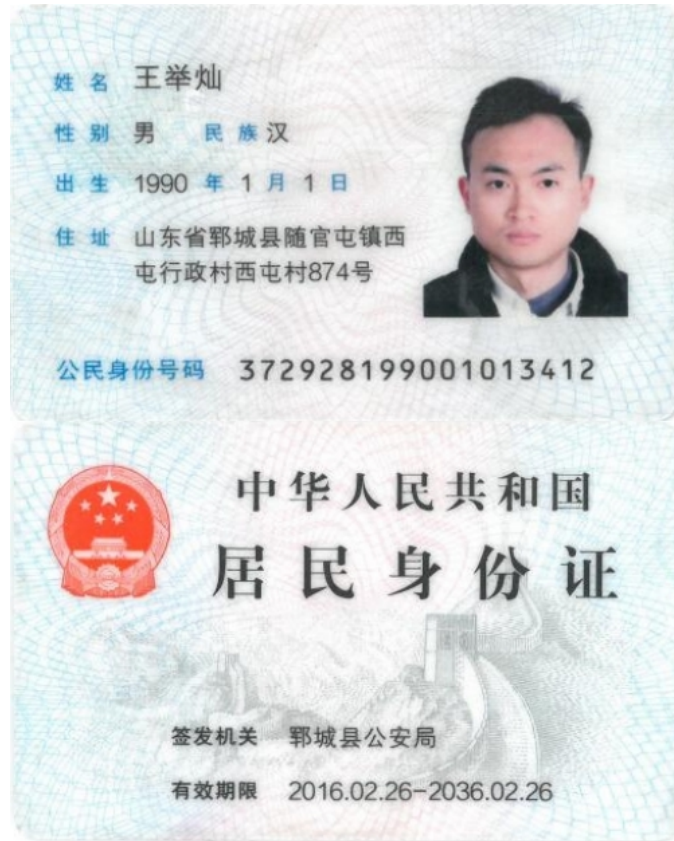 姓名 王举灿
性别 男 民族 汉
出生 1990 年 1 月 1 日
住址 山东省郓城县随官屯镇西
屯行政村西屯村874号
公民身份号码 372928199001013412
中华人民共和国
居民身份证
签发机关 郓城县公安局
有效期限 2016.02.26-2036.02.26